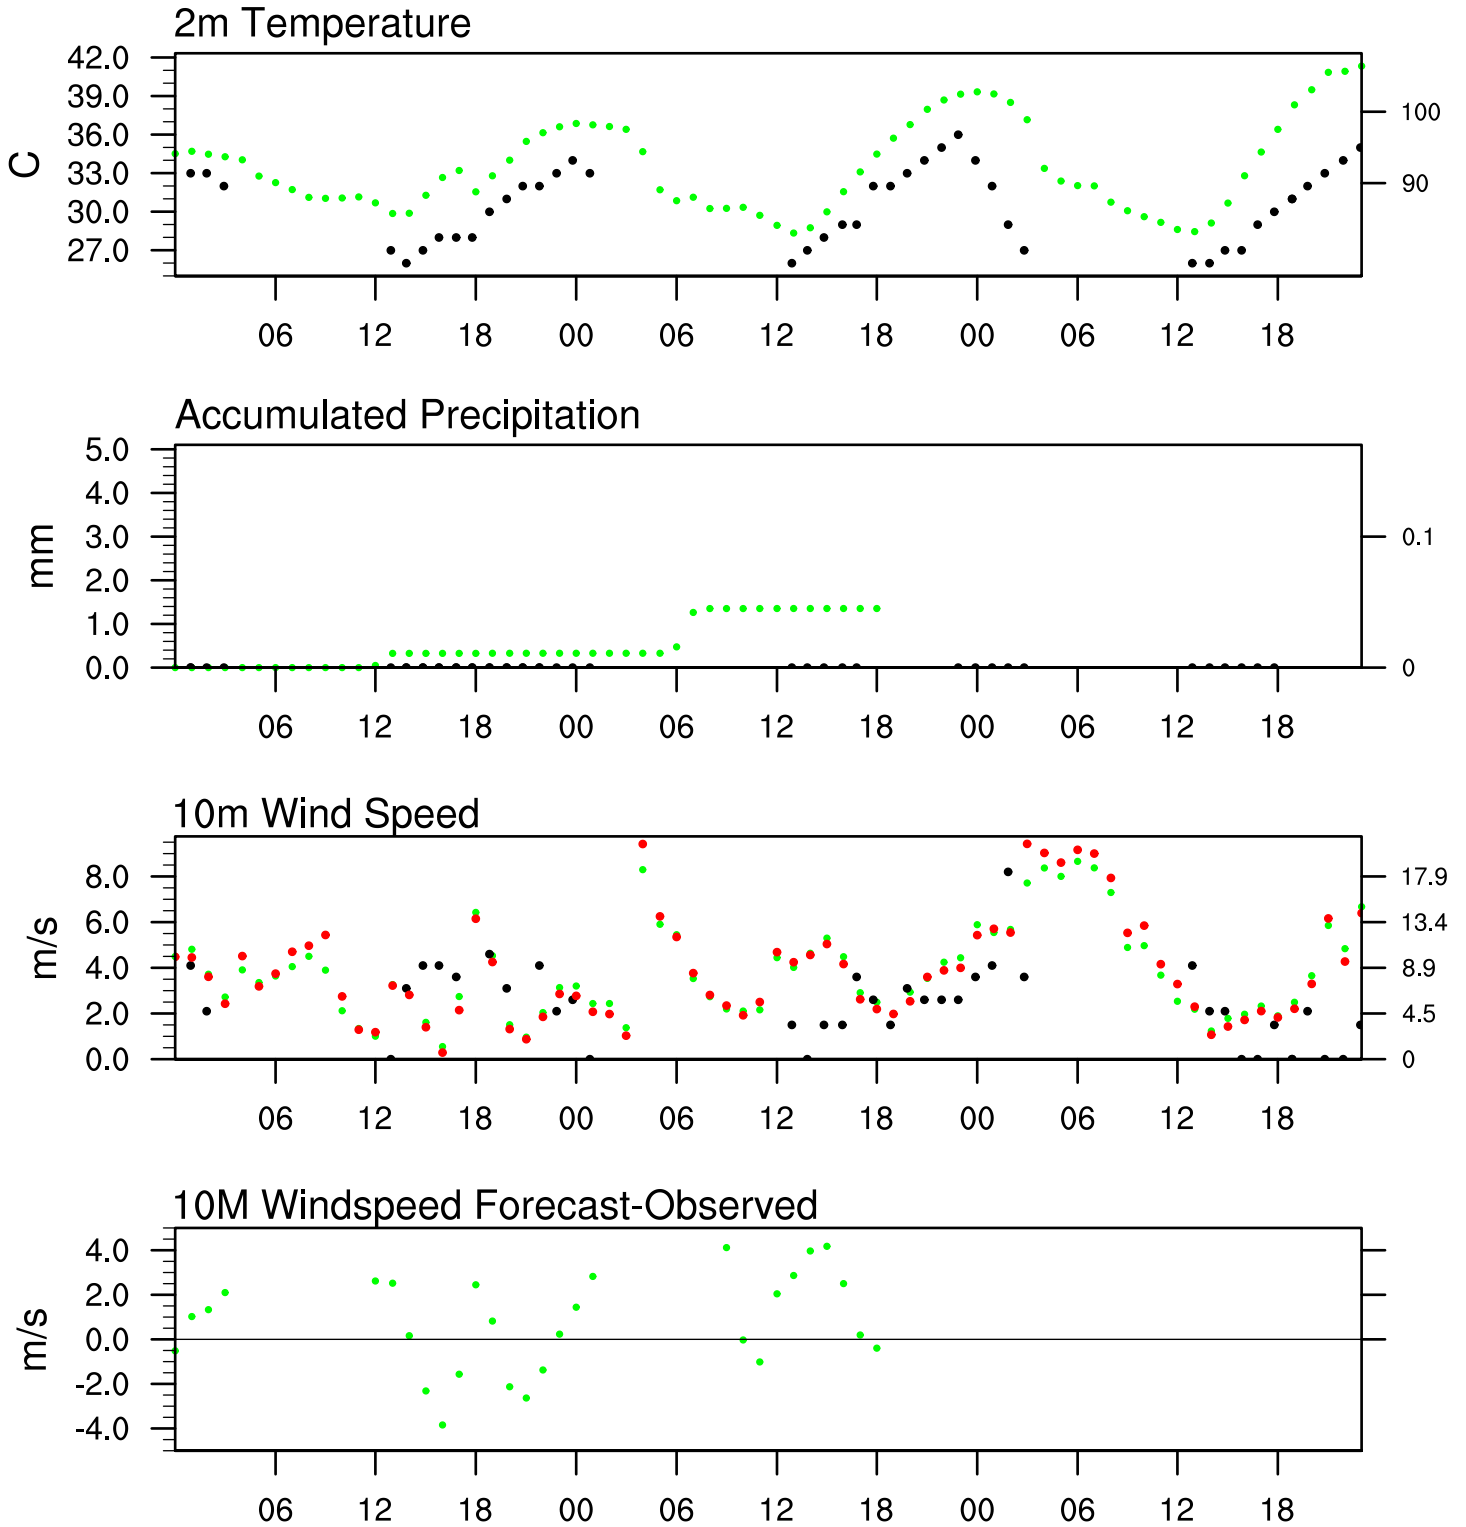 2m Temperature
42.0
39.0
36.0
33.0
30.0
27.0
C
100
90
06 12 18 00 06 12 18 00 06 12 18
Accumulated Precipitation
5.0
4.0
3.0
2.0
1.0
0.0
mm
0.1
0
06 12 18 00 06 12 18 00 06 12 18
10m Wind Speed
8.0
6.0
4.0
2.0
0.0
m/s
17.9
13.4
8.9
4.5
0
06 12 18 00 06 12 18 00 06 12 18
10M Windspeed Forecast-Observed
4.0
2.0
0.0
-2.0
-4.0
m/s
06 12 18 00 06 12 18 00 06 12 18